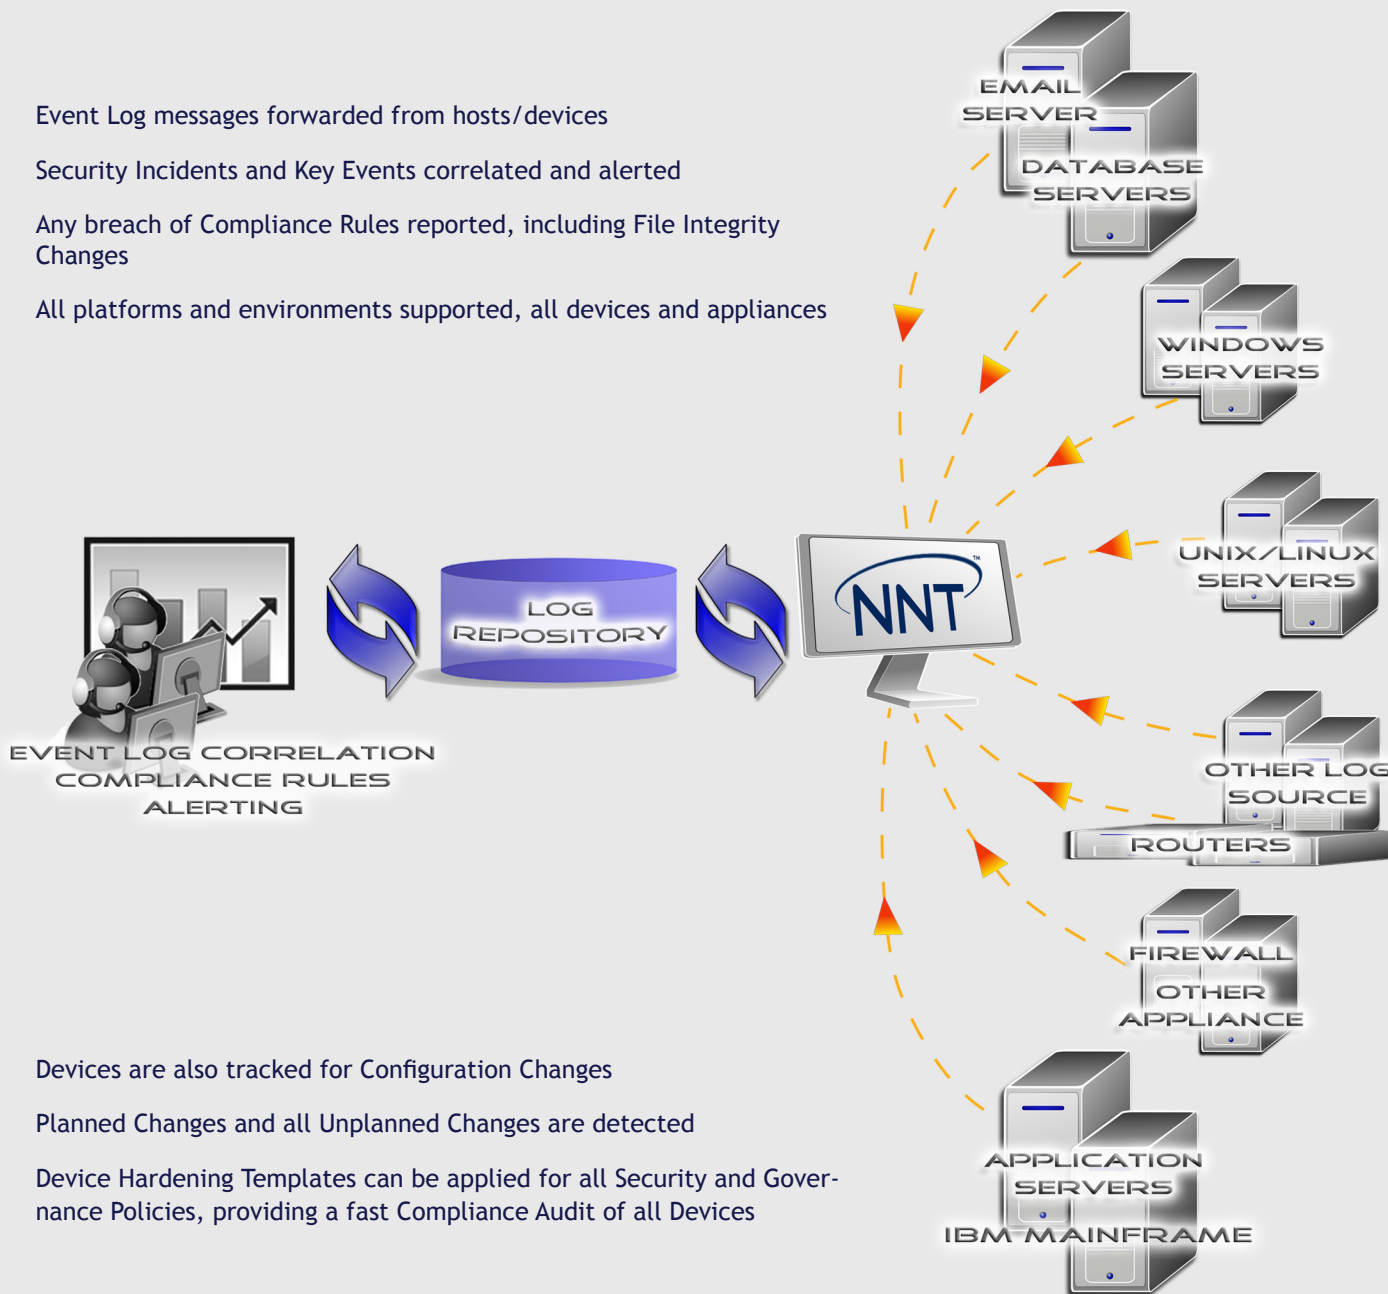 Event Log messages forwarded from hosts/devices
Security Incidents and Key Events correlated and alerted
Any breach of Compliance Rules reported, including File Integrity
Changes
All platforms and environments supported, all devices and appliances
EMAIL
SERVER
DATABASE
SERVERS
WINDOWS
SERVERS
UNIX/LINUX
SERVERS
NNT™
LOG
REPOSITORY
EVENT LOG CORRELATION
COMPLIANCE RULES
ALERTING
OTHER LOG
SOURCE
ROUTERS
FIREWALL
OTHER
APPLIANCE
APPLICATION
SERVERS
IBM MAINFRAME
Devices are also tracked for Configuration Changes
Planned Changes and all Unplanned Changes are detected
Device Hardening Templates can be applied for all Security and Gover-
nance Policies, providing a fast Compliance Audit of all Devices